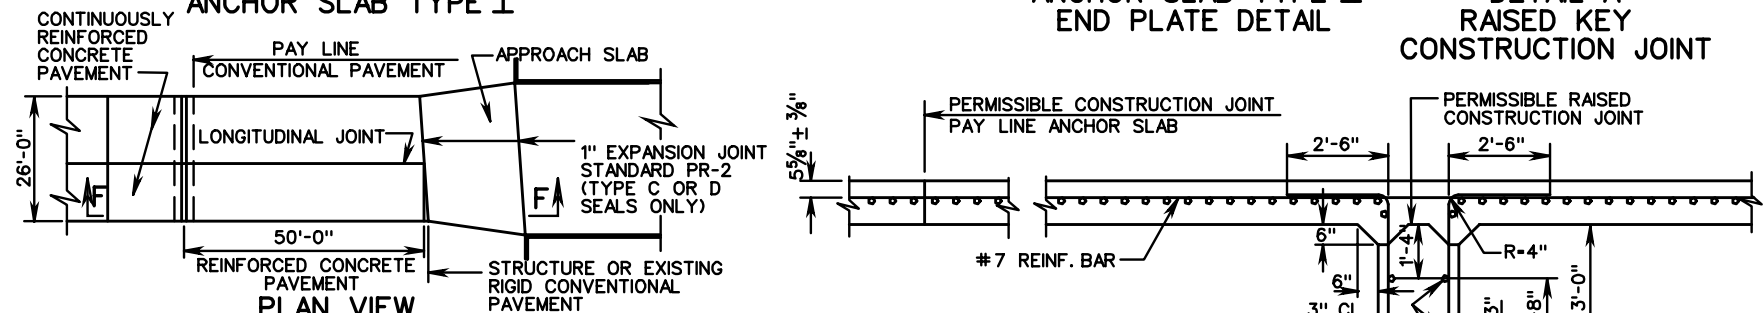 ANCHOR SLAB TYPE I
CONTINUOUSLY
REINFORCED
CONCRETE
PAVEMENT
PAY LINE
CONVENTIONAL PAVEMENT
APPROACH SLAB
26'-0"
LONGITUDINAL JOINT
1" EXPANSION JOINT
STANDARD PR-2
(TYPE C OR D
SEALS ONLY)
F
F
50'-0"
REINFORCED CONCRETE
PAVEMENT
STRUCTURE OR EXISTING
RIGID CONVENTIONAL
PAVEMENT
PLAN VIEW
END PLATE DETAIL
RAISED KEY
CONSTRUCTION JOINT
5⅝"± ⅜"
PERMISSIBLE CONSTRUCTION JOINT
PAY LINE ANCHOR SLAB
PERMISSIBLE RAISED
CONSTRUCTION JOINT
2'-6"
2'-6"
#7 REINF. BAR
6"
1'-4"
R=4"
6"
3" CL
3'-0"